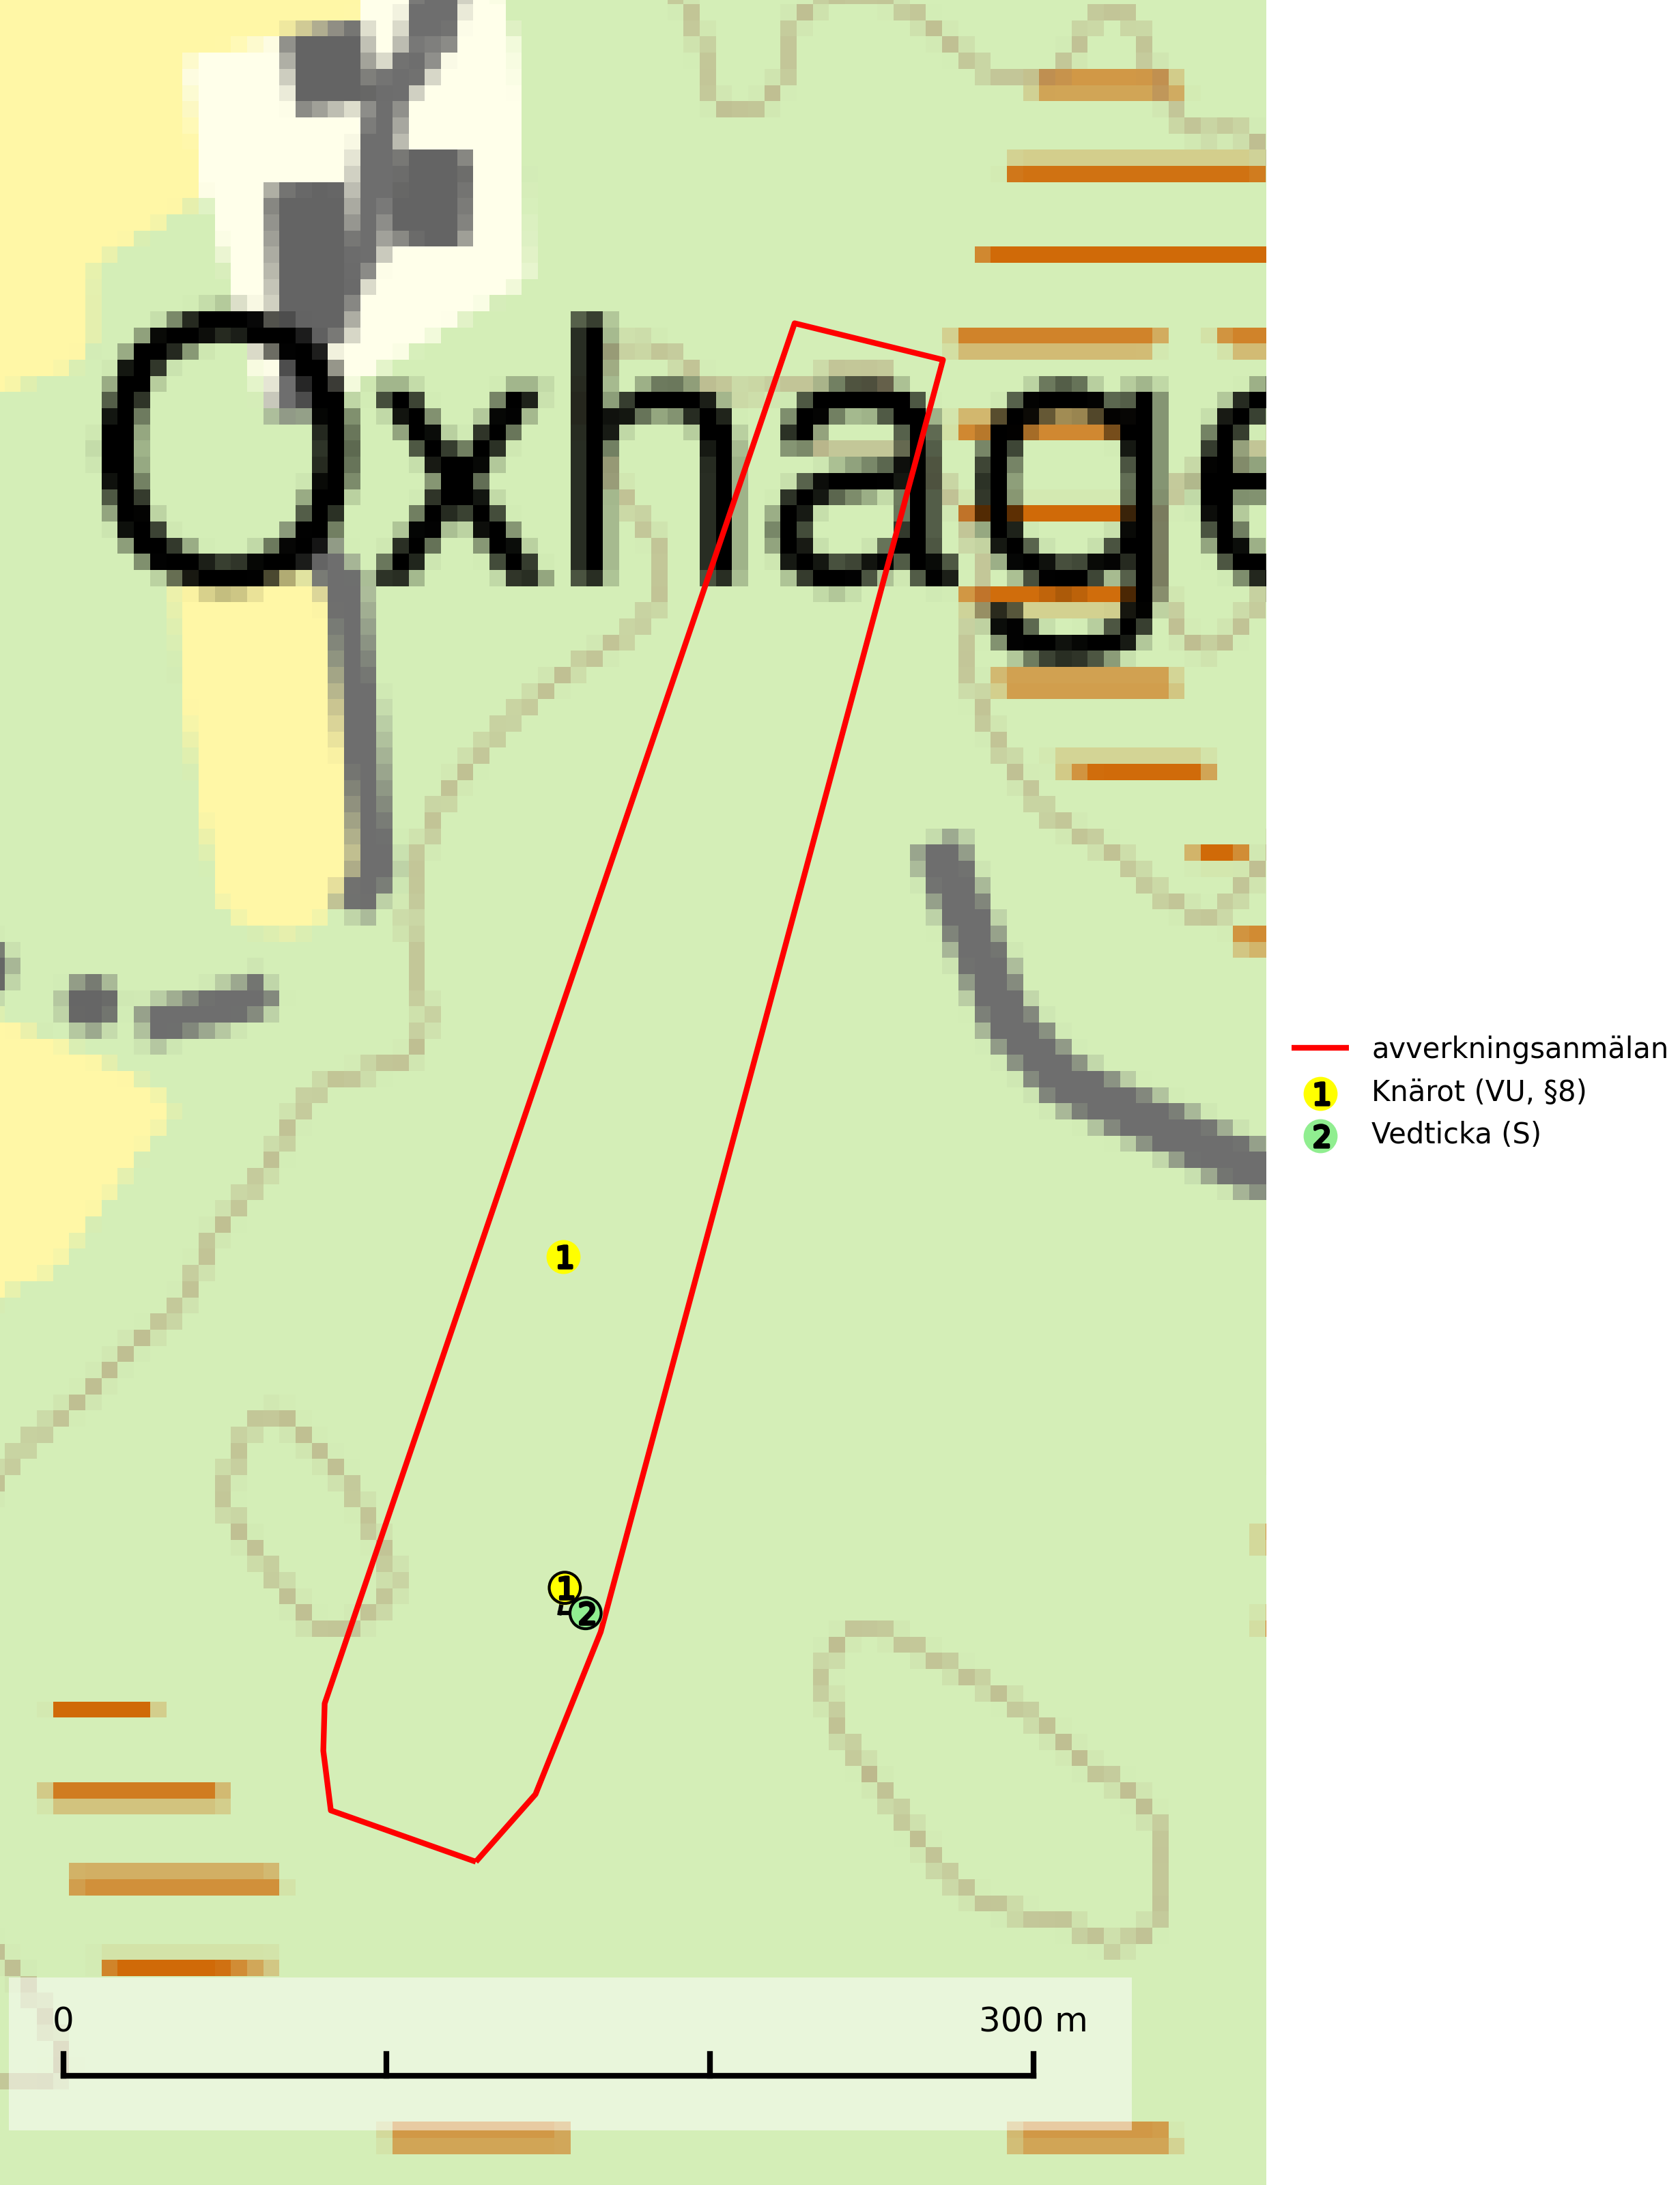 Oxhage
avverkningsanmälan
1 Knärot (VU, §8)
2 Vedticka (S)
1
1
2
0 300 m